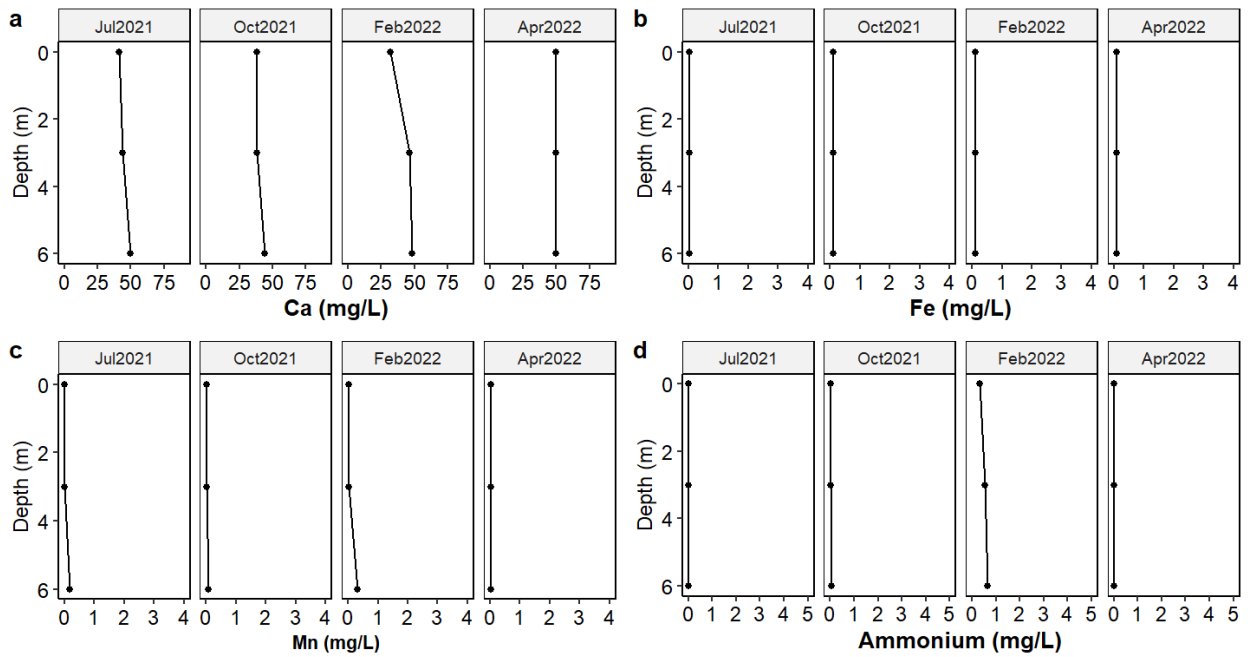 a
Jul2021 Oct2021 Feb2022 Apr2022
0
2
4
6
Depth (m)
0 25 50 75 0 25 50 75 0 25 50 75 0 25 50 75
Ca (mg/L)
b
Jul2021 Oct2021 Feb2022 Apr2022
0
2
4
6
Depth (m)
0 1 2 3 4 0 1 2 3 4 0 1 2 3 4 0 1 2 3 4
Fe (mg/L)
c
Jul2021 Oct2021 Feb2022 Apr2022
0
2
4
6
Depth (m)
0 1 2 3 4 0 1 2 3 4 0 1 2 3 4 0 1 2 3 4
Mn (mg/L)
d
Jul2021 Oct2021 Feb2022 Apr2022
0
2
4
6
Depth (m)
0 1 2 3 4 5 0 1 2 3 4 5 0 1 2 3 4 5 0 1 2 3 4 5
Ammonium (mg/L)